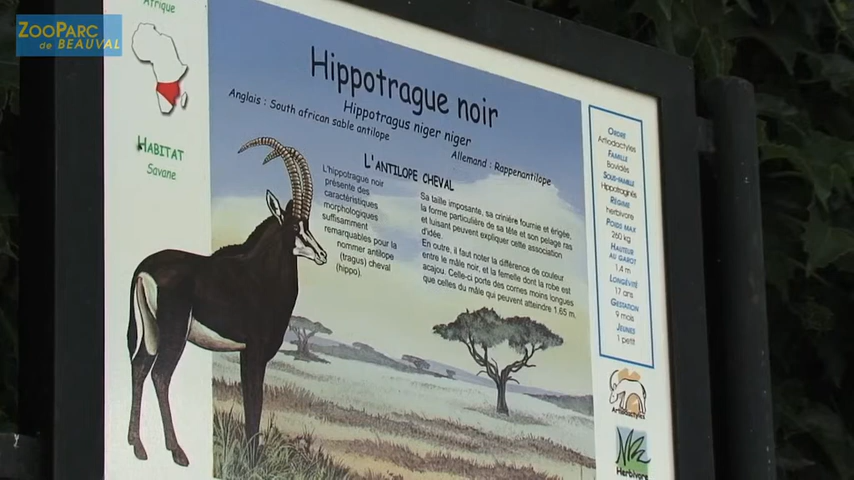 ZooParc
de BEAUVAL
Afrique
HABITAT
Savane
Hippotrague noir
Hippotragus niger niger
Anglais : South african sable antilope
Allemand : Rappenantilope
L'ANTILOPE CHEVAL
L'hippotrague noir
présente des
caractéristiques
morphologiques
suffisamment
remarquables pour la
nommer antilope
(tragus) cheval
(hippo).
Sa taille imposante, sa crinière fournie et érigée,
la forme particulière de sa tête et son pelage ras
et luisant peuvent expliquer cette association
d'idée.
En outre, il faut noter la différence de couleur
entre le mâle noir, et la femelle dont la robe est
acajou. Celle-ci porte des cornes moins longues
que celles du mâle qui peuvent atteindre 1,65 m.
ORDRE
Artiodactyles
FAMILLE
Bovidés
SOUS-FAMILLE
Hippotraginés
RÉGIME
herbivore
POIDS MAX
260 kg
HAUTEUR
AU GAROT
1,4 m
LONGÉVITÉ
17 ans
GESTATION
9 mois
JEUNES
1 petit
Artiodactyles
Herbivore